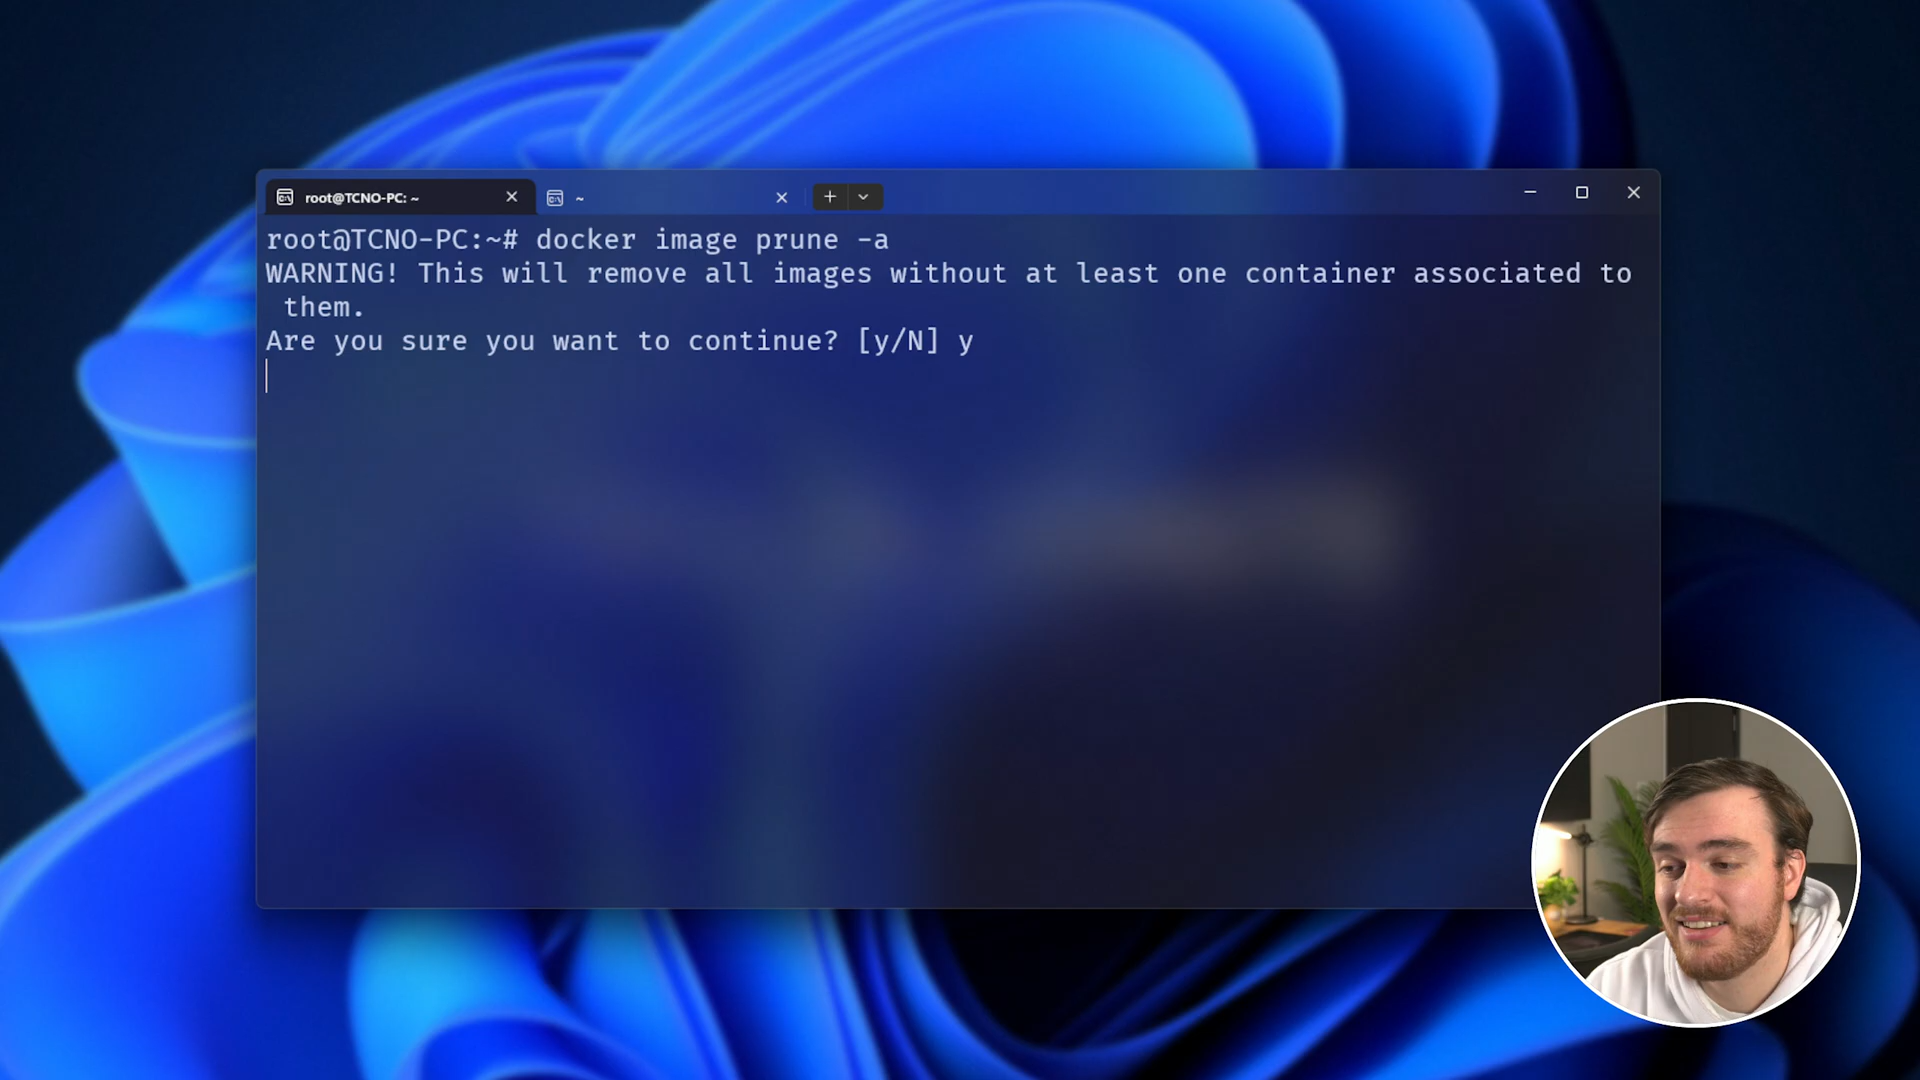 root@TCNO-PC: ~
~
root@TCNO-PC:~# docker image prune -a
WARNING! This will remove all images without at least one container associated to
them.
Are you sure you want to continue? [y/N] y